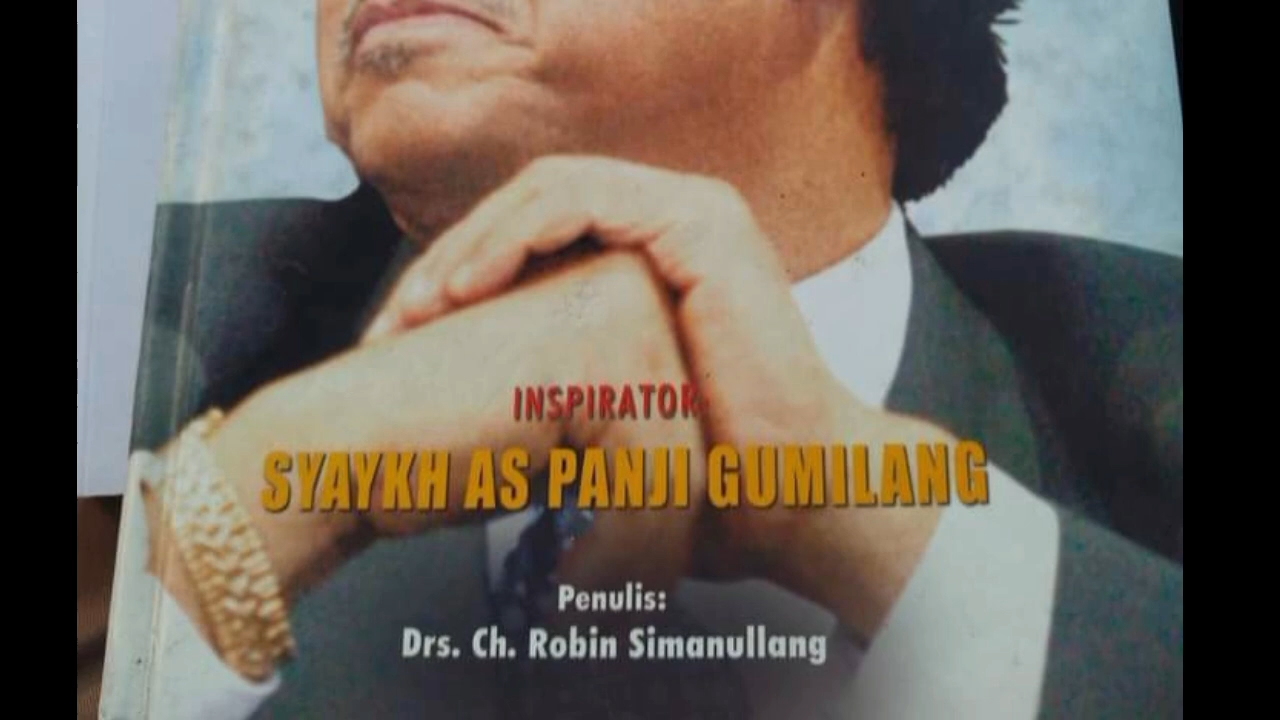 INSPIRATOR:
SYAYKH AS PANJI GUMILANG
Penulis:
Drs. Ch. Robin Simanullang